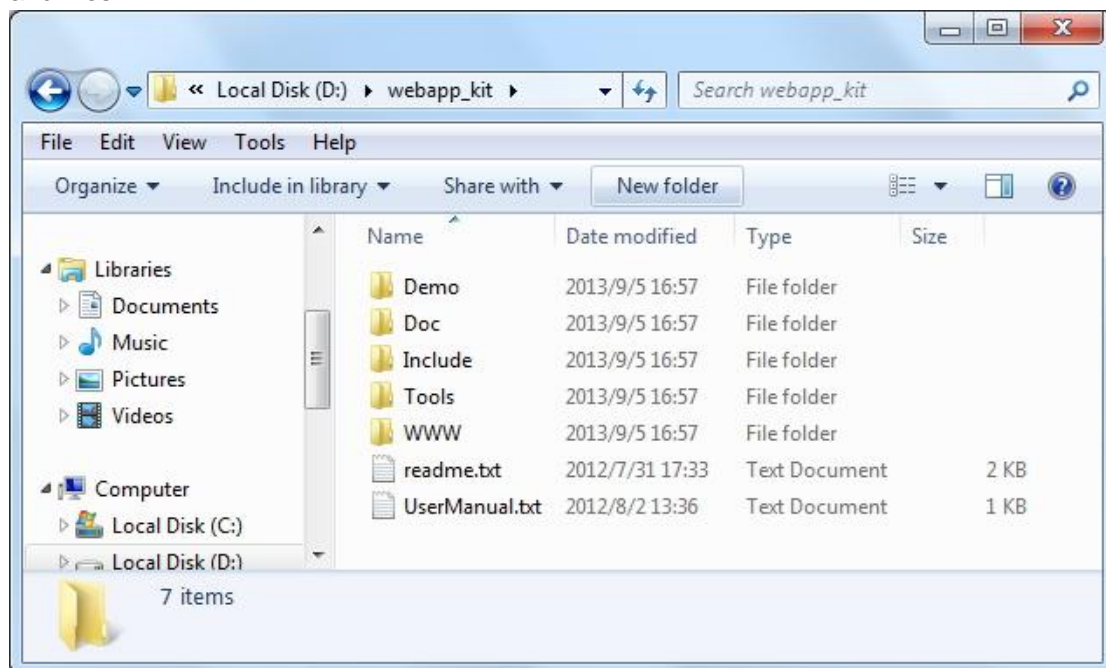 « Local Disk (D:) ▸ webapp_kit ▸ Search webapp_kit
File Edit View Tools Help
Organize Include in library Share with New folder
Name Date modified Type Size
Libraries
Documents
Music
Pictures
Videos
Computer
Local Disk (C:)
Local Disk (D:)
Demo 2013/9/5 16:57 File folder
Doc 2013/9/5 16:57 File folder
Include 2013/9/5 16:57 File folder
Tools 2013/9/5 16:57 File folder
WWW 2013/9/5 16:57 File folder
readme.txt 2012/7/31 17:33 Text Document 2 KB
UserManual.txt 2012/8/2 13:36 Text Document 1 KB
7 items